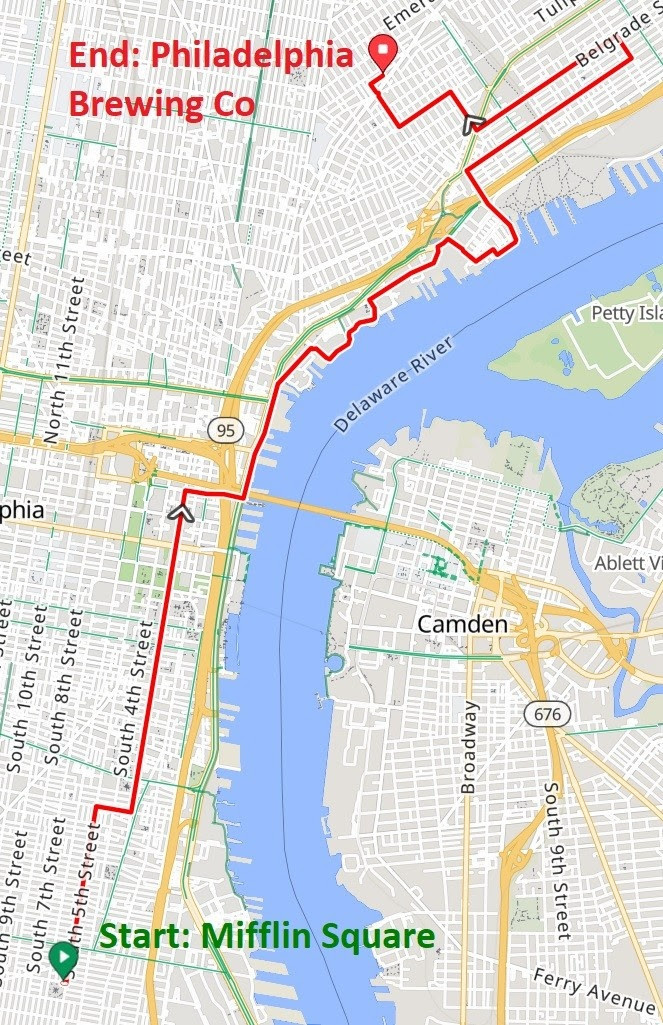 Emer
Tulip
Belgrade S
End: Philadelphia
Brewing Co
eet
North 11th Street
Petty Isla
Delaware River
95
phia
Ablett Vi
Camden
South 4th Street
South 10th Street
South 8th Street
Street
676
Broadway
South 9th Street
South 5th Street
South 7th Street
South 9th Street
Start: Mifflin Square
Ferry Avenue